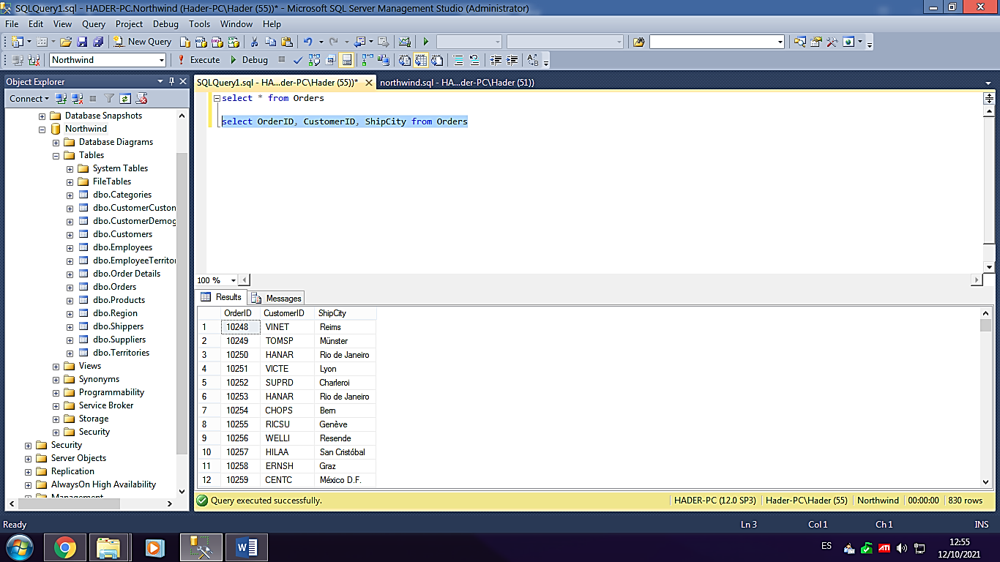 SQLQuery1.sql - HADER-PC.Northwind (Hader-PC\Hader (55))* - Microsoft SQL Server Management Studio (Administrator)
File Edit View Query Project Debug Tools Window Help
New Query
Northwind Execute Debug
Object Explorer
SQLQuery1.sql - HA...der-PC\Hader (55))* northwind.sql - HA...der-PC\Hader (51))
Connect
Database Snapshots
Northwind
Database Diagrams
Tables
System Tables
FileTables
dbo.Categories
dbo.CustomerCustom
dbo.CustomerDemog
dbo.Customers
dbo.Employees
dbo.EmployeeTerritor
dbo.Order Details
dbo.Orders
dbo.Products
dbo.Region
dbo.Shippers
dbo.Suppliers
dbo.Territories
Views
Synonyms
Programmability
Service Broker
Storage
Security
Security
Server Objects
Replication
AlwaysOn High Availability
Management
select * from Orders
select OrderID, CustomerID, ShipCity from Orders
100 %
Results Messages
OrderID CustomerID ShipCity
1 10248 VINET Reims
2 10249 TOMSP Münster
3 10250 HANAR Rio de Janeiro
4 10251 VICTE Lyon
5 10252 SUPRD Charleroi
6 10253 HANAR Rio de Janeiro
7 10254 CHOPS Bern
8 10255 RICSU Genève
9 10256 WELLI Resende
10 10257 HILAA San Cristóbal
11 10258 ERNSH Graz
12 10259 CENTC México D.F.
Query executed successfully. HADER-PC (12.0 SP3) Hader-PC\Hader (55) Northwind 00:00:00 830 rows
Ready Ln 3 Col 1 Ch 1 INS
ES ATI 12:55
12/10/2021